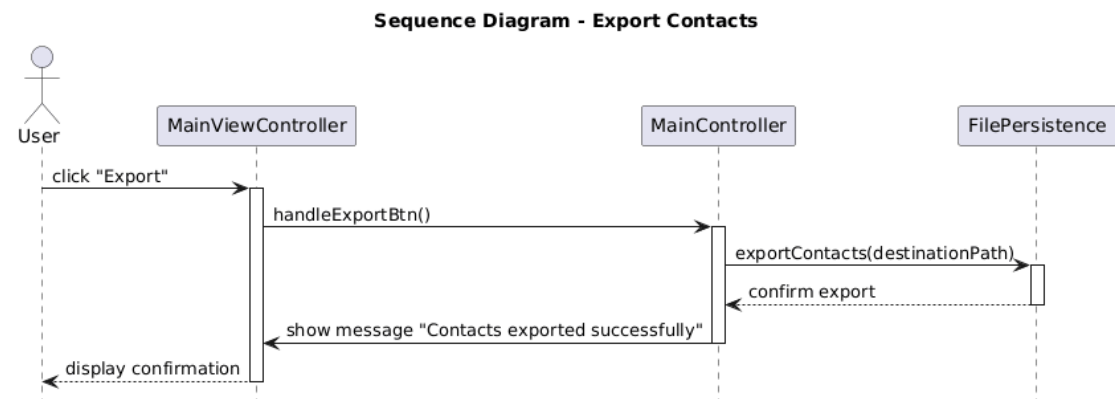 Sequence Diagram - Export Contacts
User
MainViewController
MainController
FilePersistence
click "Export"
handleExportBtn()
exportContacts(destinationPath)
confirm export
show message "Contacts exported successfully"
display confirmation